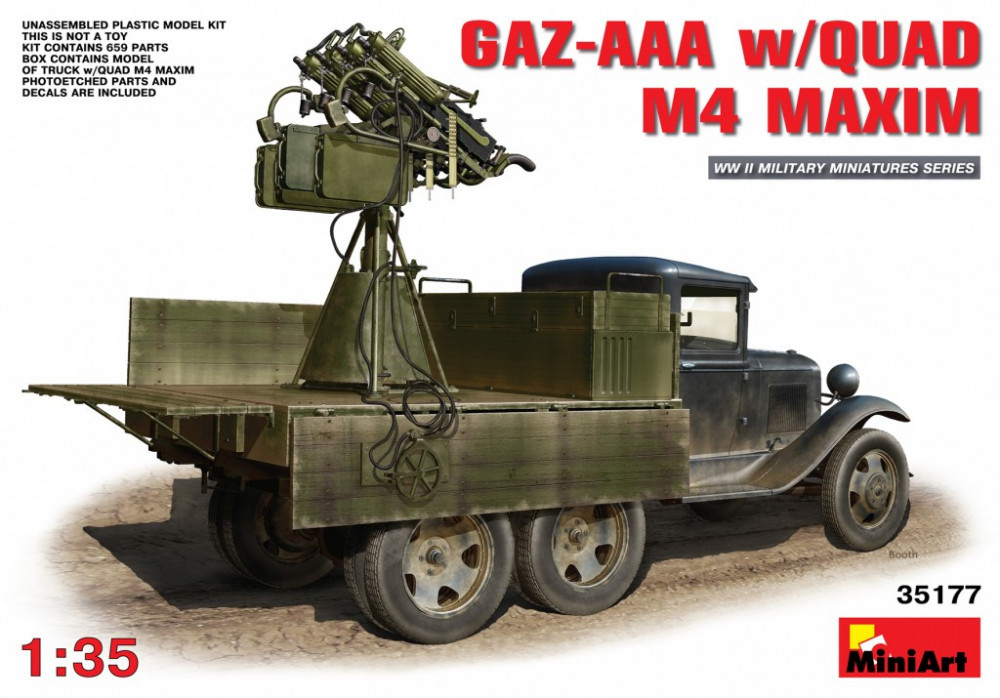 UNASSEMBLED PLASTIC MODEL KIT
THIS IS NOT A TOY
KIT CONTAINS 659 PARTS
BOX CONTAINS MODEL
OF TRUCK w/QUAD M4 MAXIM
PHOTOETCHED PARTS AND
DECALS ARE INCLUDED
GAZ-AAA w/QUAD
M4 MAXIM
WW II MILITARY MINIATURES SERIES
Booth
35177
1:35
MiniArt